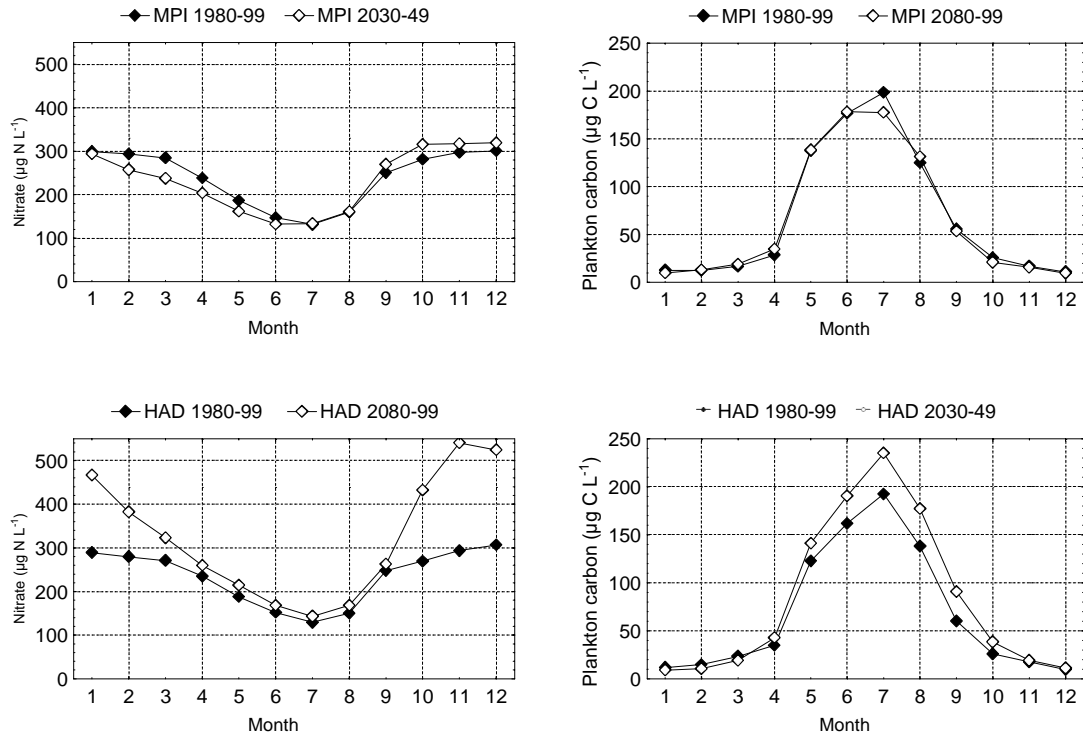 MPI 1980-99 MPI 2030-49
500
400
300
200
100
0
Nitrate (µg N L-1)
1 2 3 4 5 6 7 8 9 10 11 12
Month
MPI 1980-99 MPI 2080-99
250
200
150
100
50
0
Plankton carbon (µg C L-1)
1 2 3 4 5 6 7 8 9 10 11 12
Month
HAD 1980-99 HAD 2080-99
500
400
300
200
100
0
Nitrate (µg N L-1)
1 2 3 4 5 6 7 8 9 10 11 12
Month
HAD 1980-99 HAD 2030-49
250
200
150
100
50
0
Plankton carbon (µg C L-1)
1 2 3 4 5 6 7 8 9 10 11 12
Month